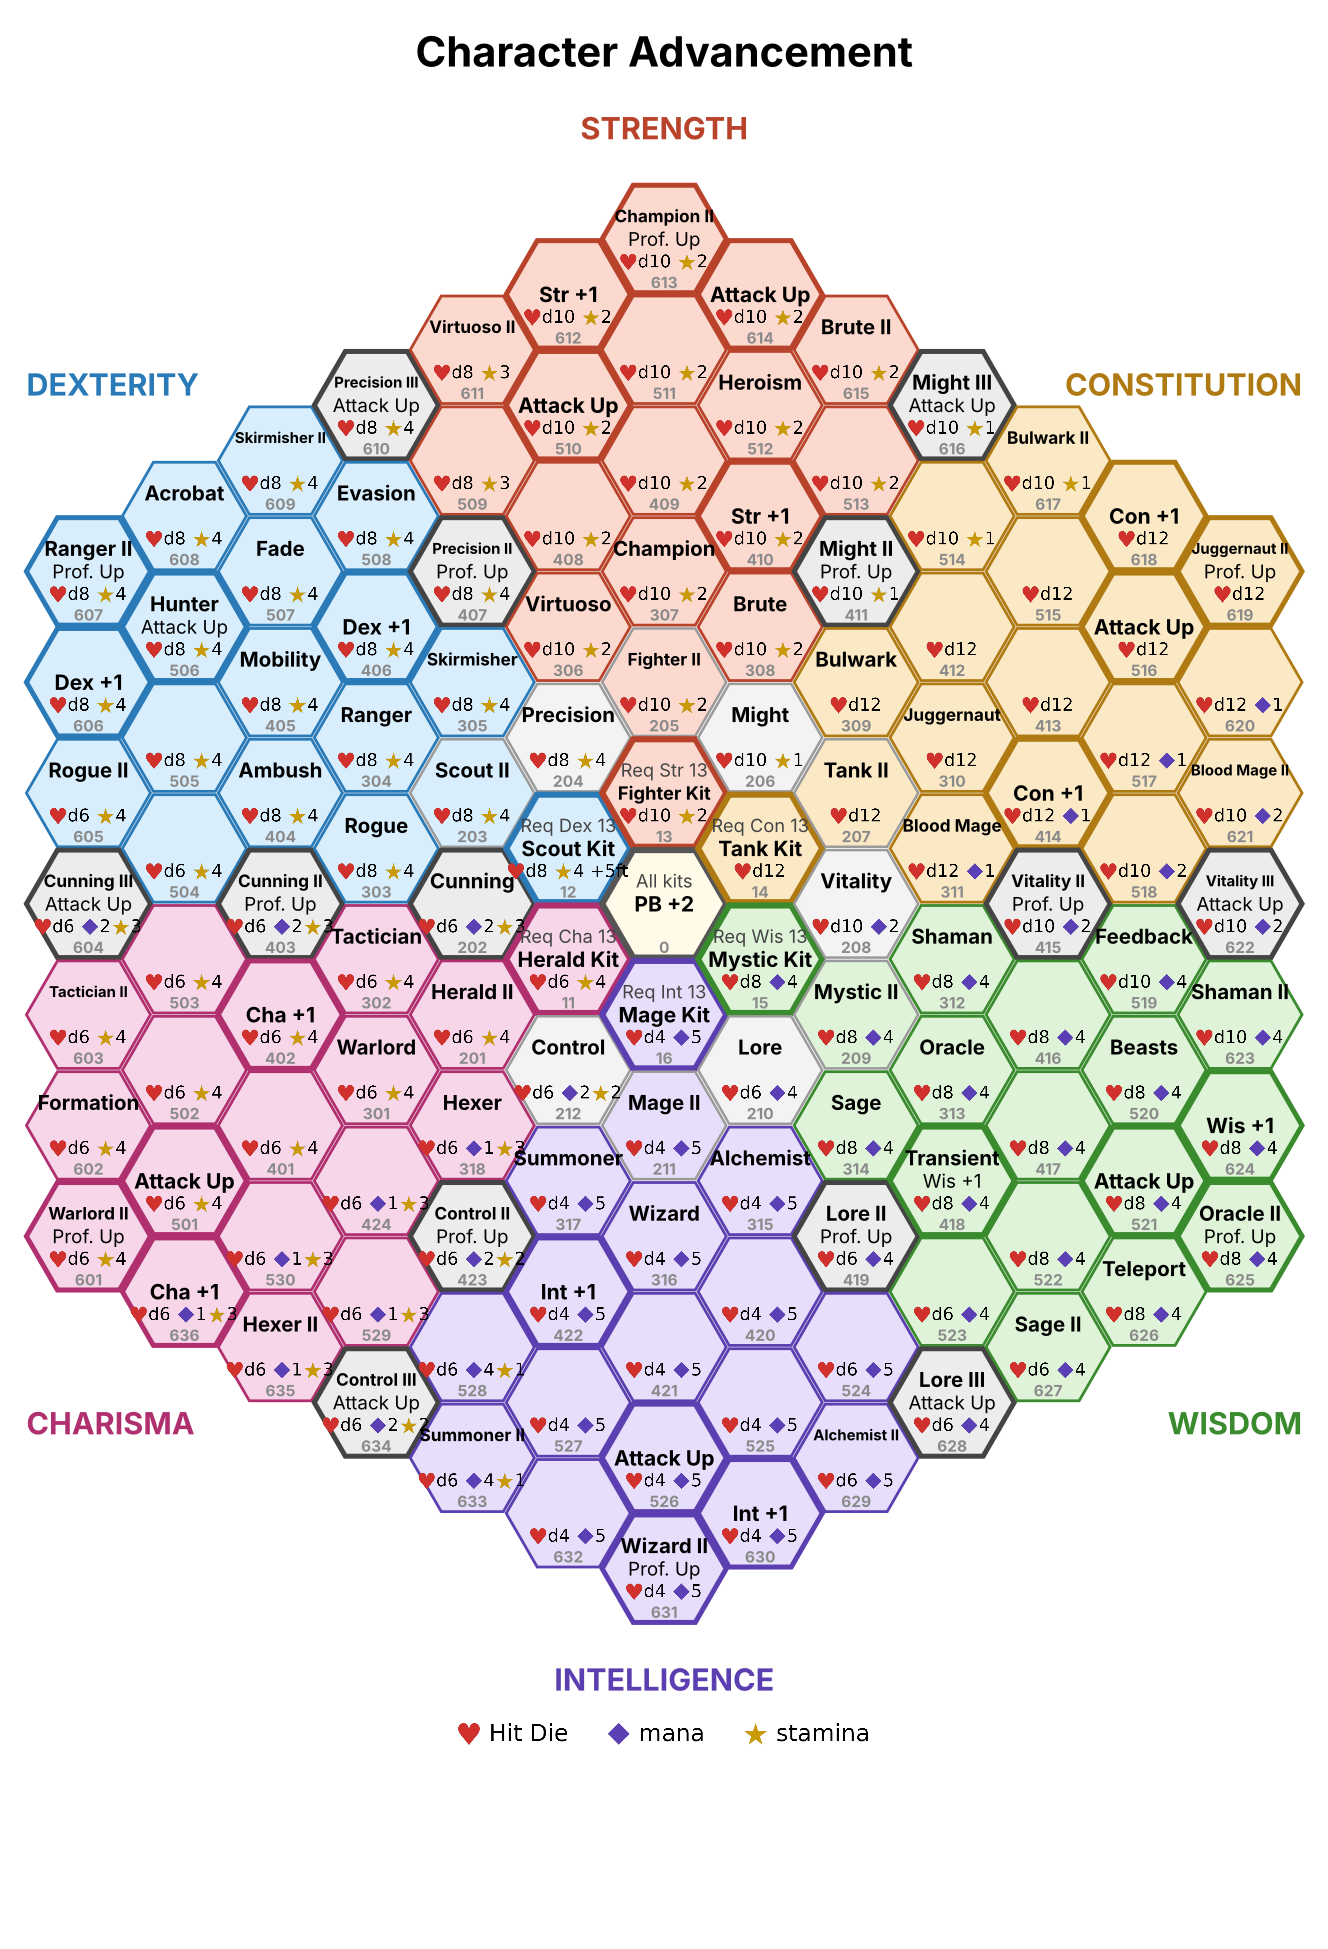 Character Advancement
STRENGTH
Champion II
Prof. Up
♥d10 ★2
613
Str +1
♥d10 ★2
612
Attack Up
♥d10 ★2
614
Virtuoso II
♥d8 ★3
611
♥d10 ★2
511
Brute II
♥d10 ★2
615
DEXTERITY
CONSTITUTION
Precision III
Attack Up
♥d8 ★4
610
Attack Up
♥d10 ★2
510
Heroism
♥d10 ★2
512
Might III
Attack Up
♥d10 ★1
616
Skirmisher II
♥d8 ★4
609
♥d8 ★3
509
♥d10 ★2
409
♥d10 ★2
513
Bulwark II
♥d10 ★1
617
Acrobat
♥d8 ★4
608
Evasion
♥d8 ★4
508
♥d10 ★2
408
Str +1
♥d10 ★2
410
♥d10 ★1
514
Con +1
♥d12
618
Ranger II
Prof. Up
♥d8 ★4
607
Fade
♥d8 ★4
507
Precision II
Prof. Up
♥d8 ★4
407
Champion
♥d10 ★2
307
Might II
Prof. Up
♥d10 ★1
411
♥d12
515
Juggernaut II
Prof. Up
♥d12
619
Hunter
Attack Up
♥d8 ★4
506
Dex +1
♥d8 ★4
406
Virtuoso
♥d10 ★2
306
Brute
♥d10 ★2
308
♥d12
412
Attack Up
♥d12
516
Dex +1
♥d8 ★4
606
Mobility
♥d8 ★4
405
Skirmisher
♥d8 ★4
305
Fighter II
♥d10 ★2
205
Bulwark
♥d12
309
♥d12
413
♥d12 ◆1
620
♥d8 ★4
505
Ranger
♥d8 ★4
304
Precision
♥d8 ★4
204
Might
♥d10 ★1
206
Juggernaut
♥d12
310
♥d12 ◆1
517
Rogue II
♥d6 ★4
605
Ambush
♥d8 ★4
404
Scout II
♥d8 ★4
203
Req Str 13
Fighter Kit
♥d10 ★2
13
Tank II
♥d12
207
Con +1
♥d12 ◆1
414
Blood Mage II
♥d10 ◆2
621
♥d6 ★4
504
Rogue
♥d8 ★4
303
Req Dex 13
Scout Kit
♥d8 ★4 +5ft
12
Req Con 13
Tank Kit
♥d12
14
Blood Mage
♥d12 ◆1
311
♥d10 ◆2
518
Cunning III
Attack Up
♥d6 ◆2★3
604
Cunning II
Prof. Up
♥d6 ◆2★3
403
Cunning
♥d6 ◆2★3
202
All kits
PB +2
0
Vitality
♥d10 ◆2
208
Vitality II
Prof. Up
♥d10 ◆2
415
Vitality III
Attack Up
♥d10 ◆2
622
♥d6 ★4
503
Tactician
♥d6 ★4
302
Req Cha 13
Herald Kit
♥d6 ★4
11
Req Wis 13
Mystic Kit
♥d8 ◆4
15
Shaman
♥d8 ◆4
312
Feedback
♥d10 ◆4
519
Tactician II
♥d6 ★4
603
Cha +1
♥d6 ★4
402
Herald II
♥d6 ★4
201
Req Int 13
Mage Kit
♥d4 ◆5
16
Mystic II
♥d8 ◆4
209
♥d8 ◆4
416
Shaman II
♥d10 ◆4
623
♥d6 ★4
502
Warlord
♥d6 ★4
301
Control
♥d6 ◆2★2
212
Lore
♥d6 ◆4
210
Oracle
♥d8 ◆4
313
Beasts
♥d8 ◆4
520
Formation
♥d6 ★4
602
♥d6 ★4
401
Hexer
♥d6 ◆1★3
318
Mage II
♥d4 ◆5
211
Sage
♥d8 ◆4
314
♥d8 ◆4
417
Wis +1
♥d8 ◆4
624
Attack Up
♥d6 ★4
501
♥d6 ◆1★3
424
Summoner
♥d4 ◆5
317
Alchemist
♥d4 ◆5
315
Transient
Wis +1
♥d8 ◆4
418
Attack Up
♥d8 ◆4
521
Warlord II
Prof. Up
♥d6 ★4
601
♥d6 ◆1★3
530
Control II
Prof. Up
♥d6 ◆2★2
423
Wizard
♥d4 ◆5
316
Lore II
Prof. Up
♥d6 ◆4
419
♥d8 ◆4
522
Oracle II
Prof. Up
♥d8 ◆4
625
Cha +1
♥d6 ◆1★3
636
♥d6 ◆1★3
529
Int +1
♥d4 ◆5
422
♥d4 ◆5
420
♥d6 ◆4
523
Teleport
♥d8 ◆4
626
Hexer II
♥d6 ◆1★3
635
♥d6 ◆4★1
528
♥d4 ◆5
421
♥d6 ◆5
524
Sage II
♥d6 ◆4
627
CHARISMA
WISDOM
Control III
Attack Up
♥d6 ◆2★2
634
♥d4 ◆5
527
♥d4 ◆5
525
Lore III
Attack Up
♥d6 ◆4
628
Summoner II
♥d6 ◆4★1
633
Attack Up
♥d4 ◆5
526
Alchemist II
♥d6 ◆5
629
♥d4 ◆5
632
Int +1
♥d4 ◆5
630
Wizard II
Prof. Up
♥d4 ◆5
631
INTELLIGENCE
♥ Hit Die ◆ mana ★ stamina